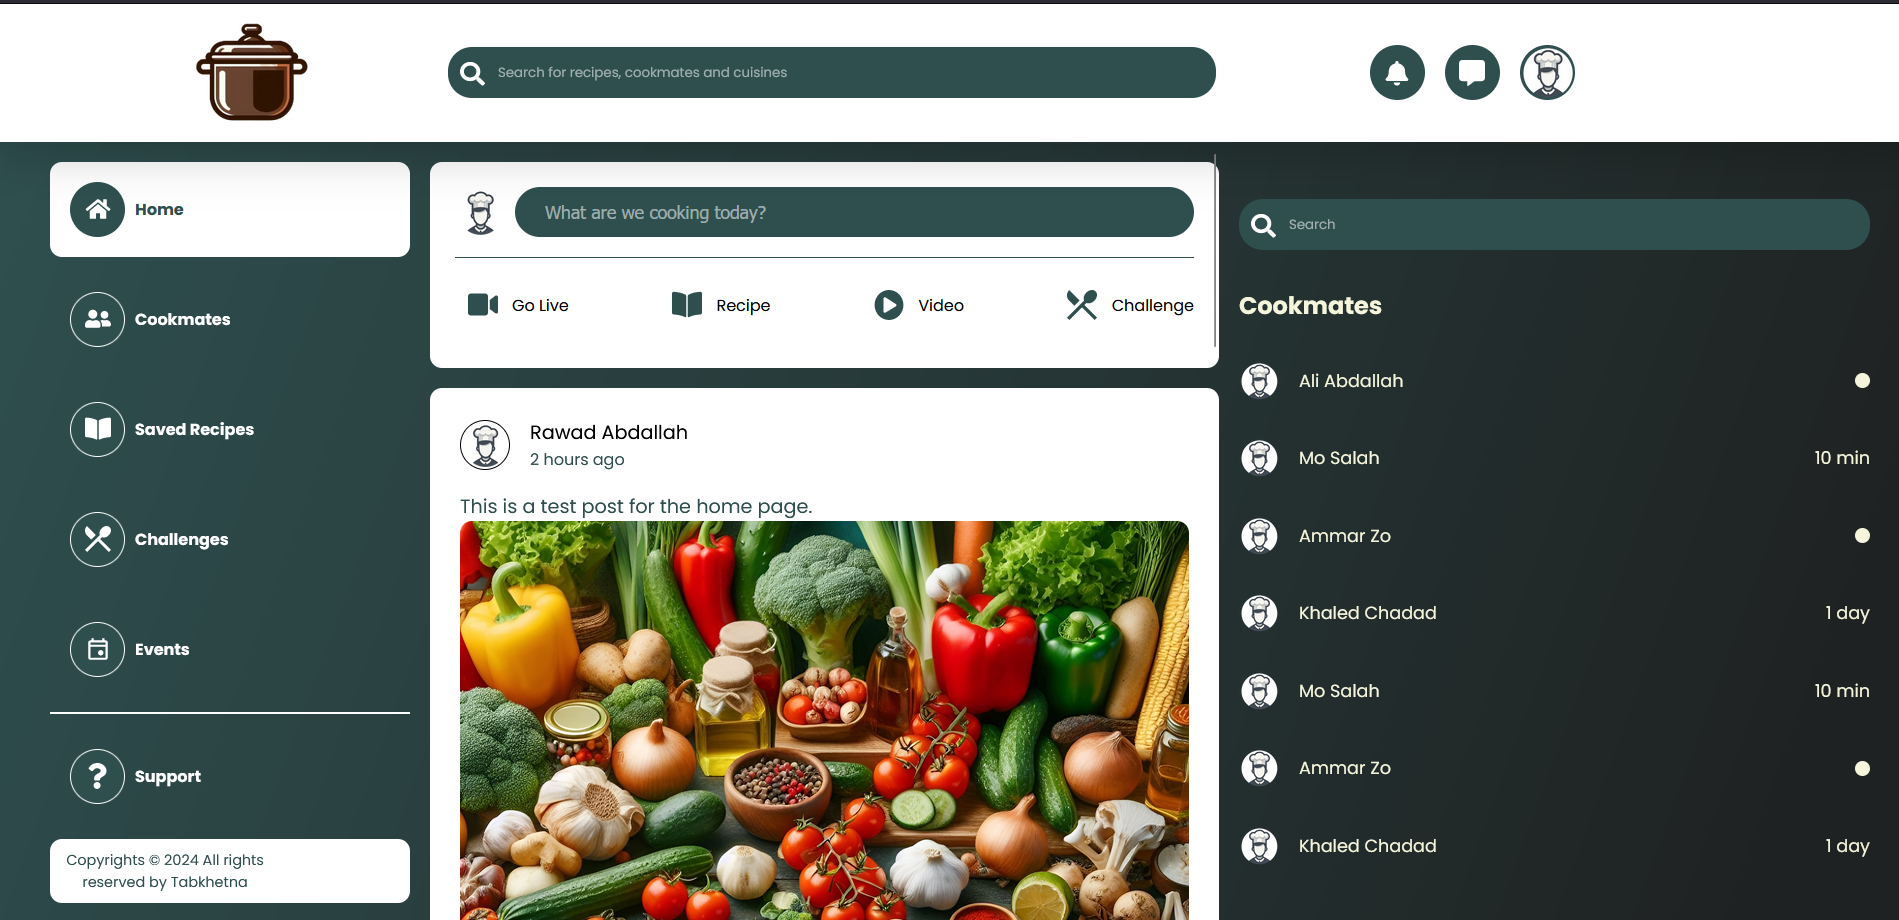 Search for recipes, cookmates and cuisines
Home
Cookmates
Saved Recipes
Challenges
Events
Support
Copyrights © 2024 All rights
reserved by Tabkhetna
What are we cooking today?
Go Live
Recipe
Video
Challenge
Rawad Abdallah
2 hours ago
This is a test post for the home page.
Search
Cookmates
Ali Abdallah
Mo Salah 10 min
Ammar Zo
Khaled Chadad 1 day
Mo Salah 10 min
Ammar Zo
Khaled Chadad 1 day